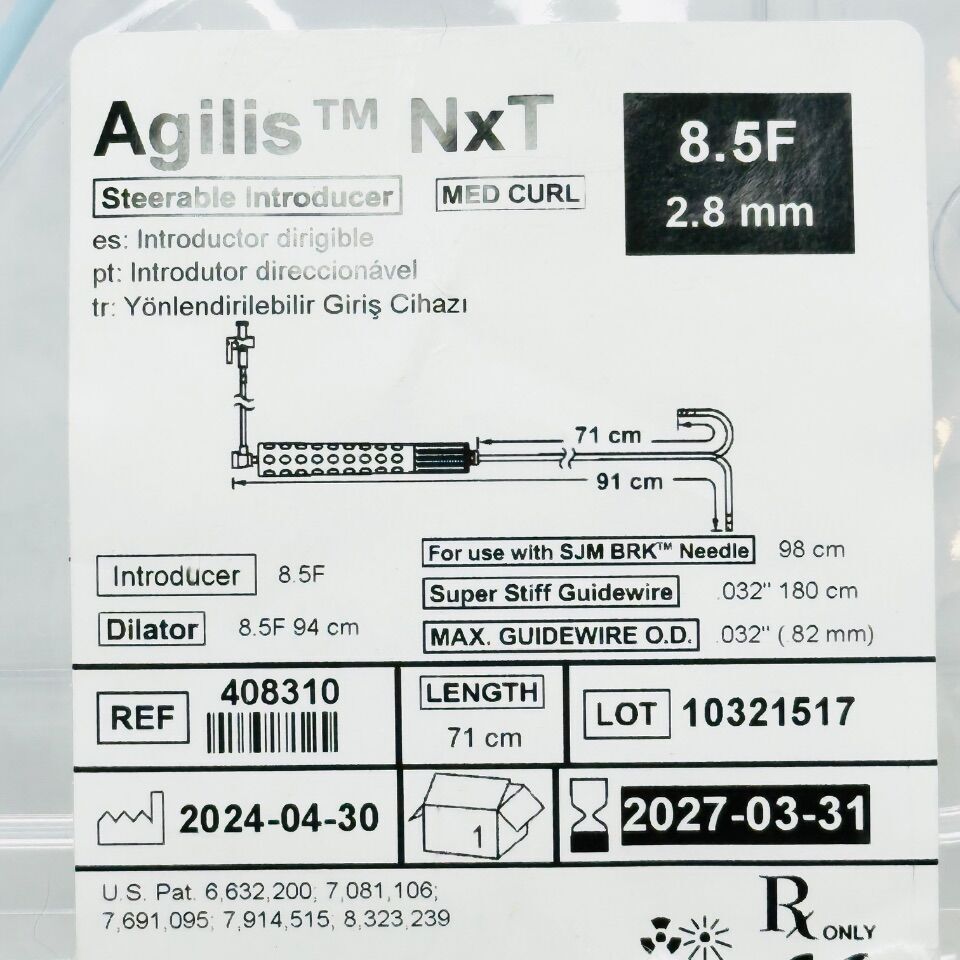 Agilis™ NxT
8.5F
2.8 mm
Steerable Introducer
MED CURL
es: Introductor dirigible
pt: Introdutor direccionável
tr: Yönlendirilebilir Giriş Cihazı
71 cm
91 cm
Introducer 8.5F
Dilator 8.5F 94 cm
For use with SJM BRK™ Needle 98 cm
Super Stiff Guidewire .032" 180 cm
MAX. GUIDEWIRE O.D. .032" (.82 mm)
REF 408310
LENGTH
71 cm
LOT 10321517
2024-04-30
1
2027-03-31
U.S. Pat. 6,632,200; 7,081,106;
7,691,095; 7,914,515; 8,323,239
Rx ONLY